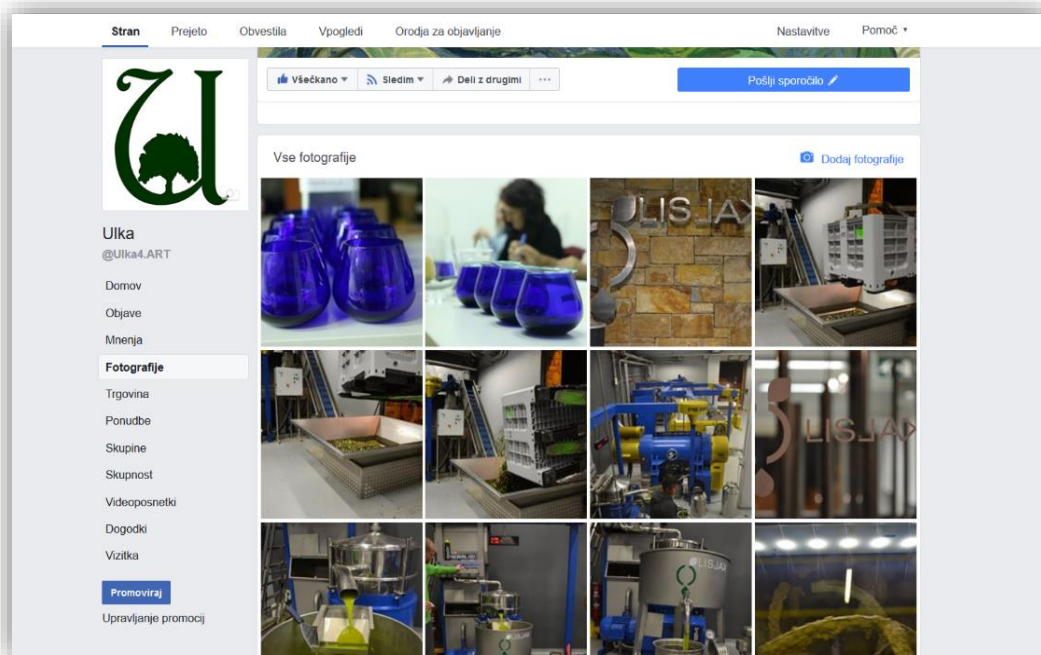 Stran Prejeto Obvestila Vpogledi Orodja za objavljanje Nastavitve Pomoč
Všečkano Sledim Deli z drugimi ...
Pošlji sporočilo
U
Vse fotografije
Dodaj fotografije
Ulka
@Ulka4.ART
Domov
Objave
Mnenja
Fotografije
Trgovina
Ponudbe
Skupine
Skupnost
Videoposnetki
Dogodki
Vizitka
Promoviraj
Upravljanje promocij
LISJAK
LISJAK
LISJAK